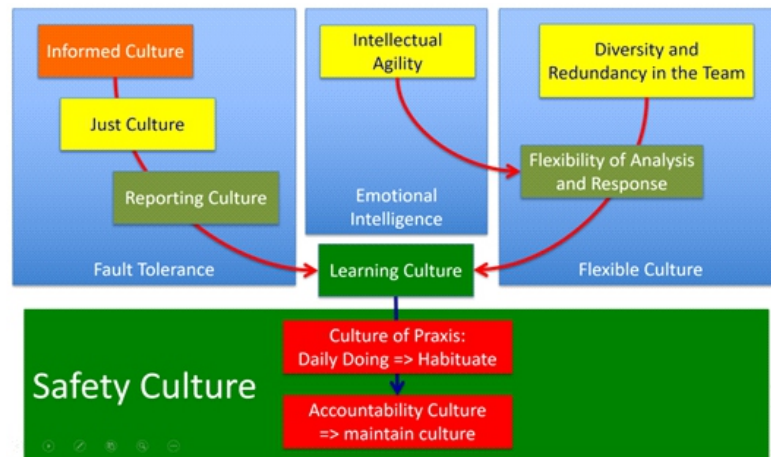 Informed Culture
Just Culture
Reporting Culture
Fault Tolerance
Intellectual
Agility
Emotional
Intelligence
Diversity and
Redundancy in the Team
Flexibility of Analysis
and Response
Flexible Culture
Learning Culture
Safety Culture
Culture of Praxis:
Daily Doing => Habituate
Accountability Culture
=> maintain culture